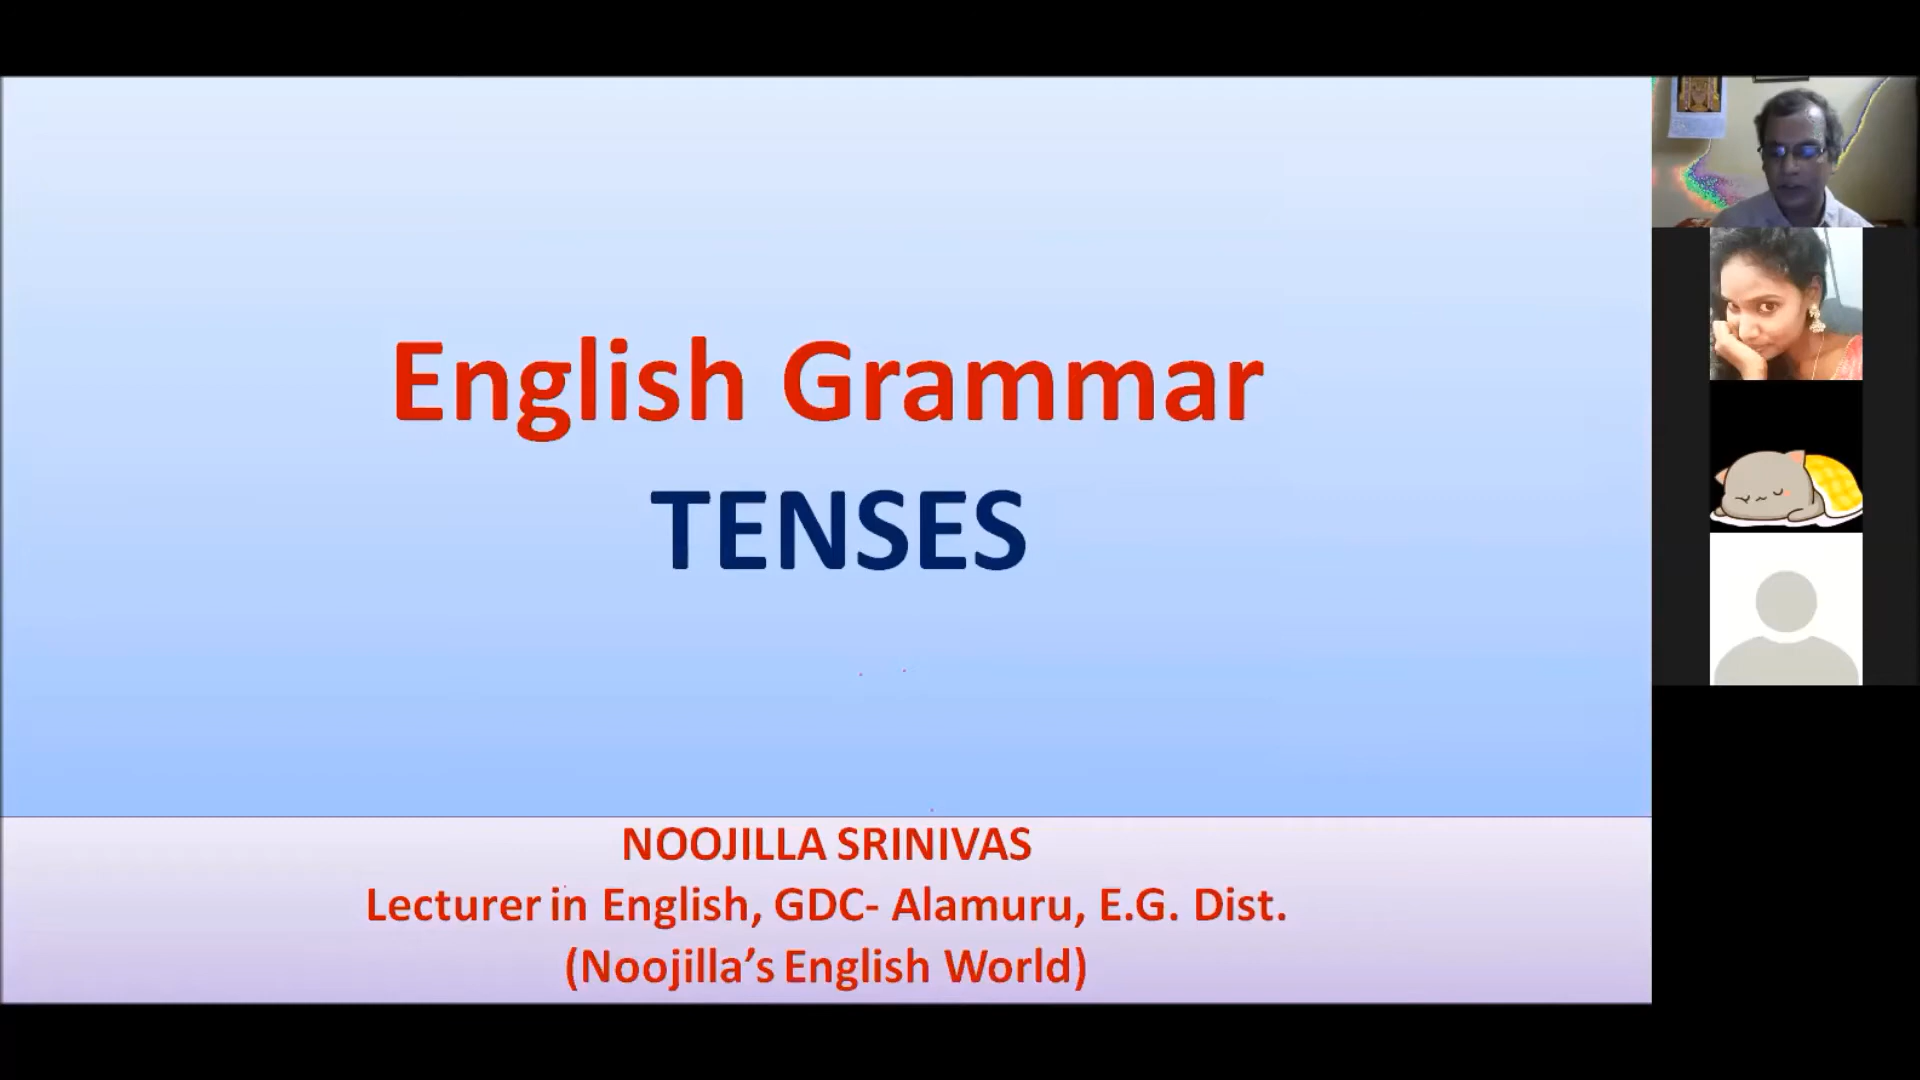 English Grammar
TENSES
NOOJILLA SRINIVAS
Lecturer in English, GDC- Alamuru, E.G. Dist.
(Noojilla’s English World)